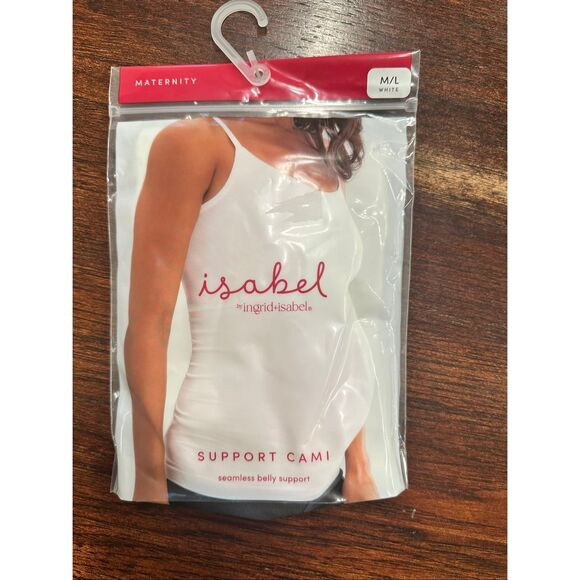 MATERNITY
M/L
WHITE
isabel
by ingrid+isabel®
SUPPORT CAMI
seamless belly support